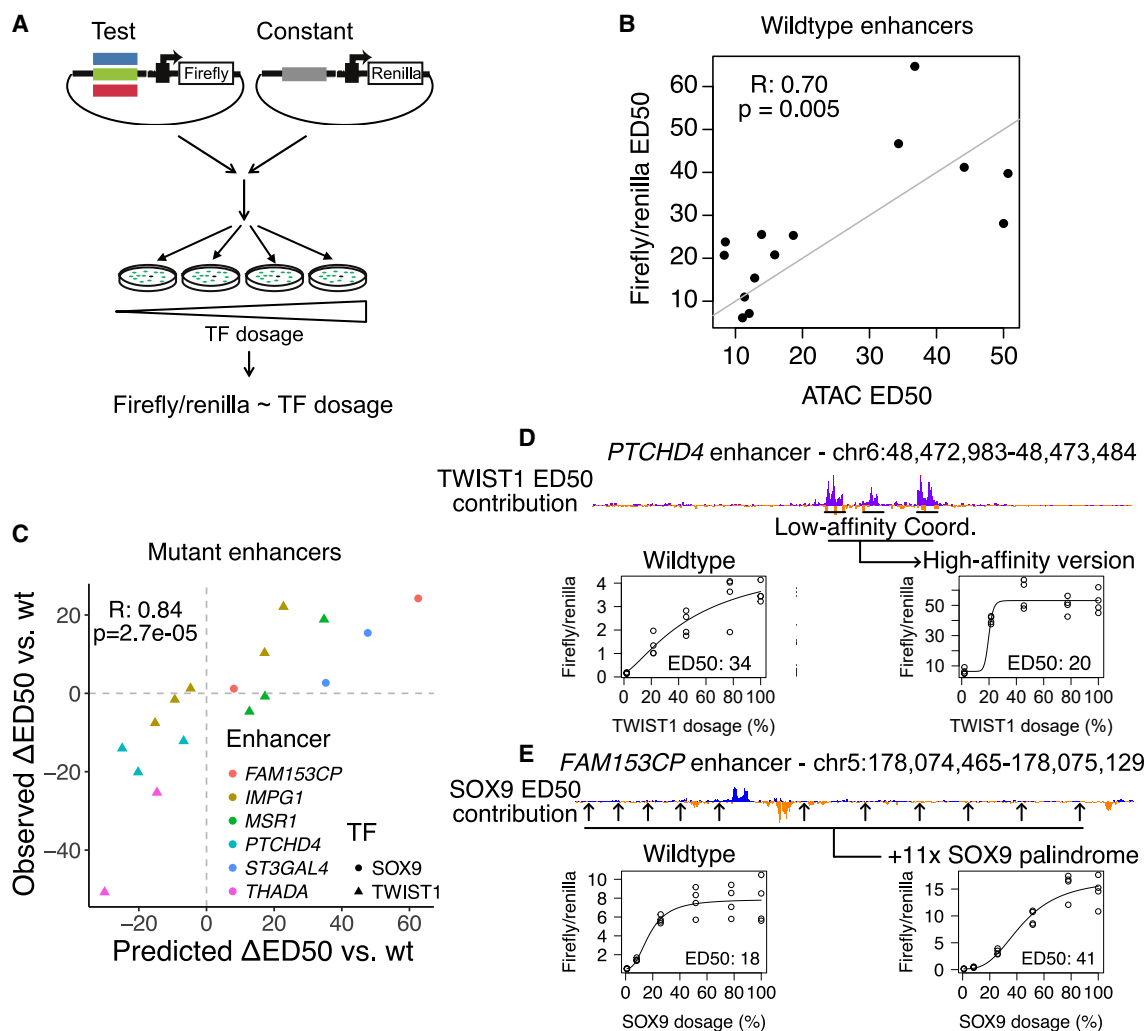 A
Test
Constant
Firefly
Renilla
TF dosage
Firefly/renilla ~ TF dosage
B
Wildtype enhancers
R: 0.70
p = 0.005
Firefly/renilla ED50
60
50
40
30
20
10
10 20 30 40 50
ATAC ED50
C
Mutant enhancers
R: 0.84
p=2.7e-05
Observed ΔED50 vs. wt
20
0
−20
−40
−20 0 20 40 60
Predicted ΔED50 vs. wt
Enhancer
FAM153CP
IMPG1
MSR1
PTCHD4
ST3GAL4
THADA
TF
SOX9
TWIST1
D
PTCHD4 enhancer - chr6:48,472,983-48,473,484
TWIST1 ED50
contribution
Low-affinity Coord.
High-affinity version
Wildtype
Firefly/renilla
4
3
2
1
0
ED50: 34
0 20 40 60 80 100
TWIST1 dosage (%)
Firefly/renilla
50
30
10
ED50: 20
0 20 40 60 80 100
TWIST1 dosage (%)
E
FAM153CP enhancer - chr5:178,074,465-178,075,129
SOX9 ED50
contribution
+11x SOX9 palindrome
Wildtype
Firefly/renilla
10
8
6
4
2
ED50: 18
0 20 40 60 80 100
SOX9 dosage (%)
Firefly/renilla
15
10
5
0
ED50: 41
0 20 40 60 80 100
SOX9 dosage (%)